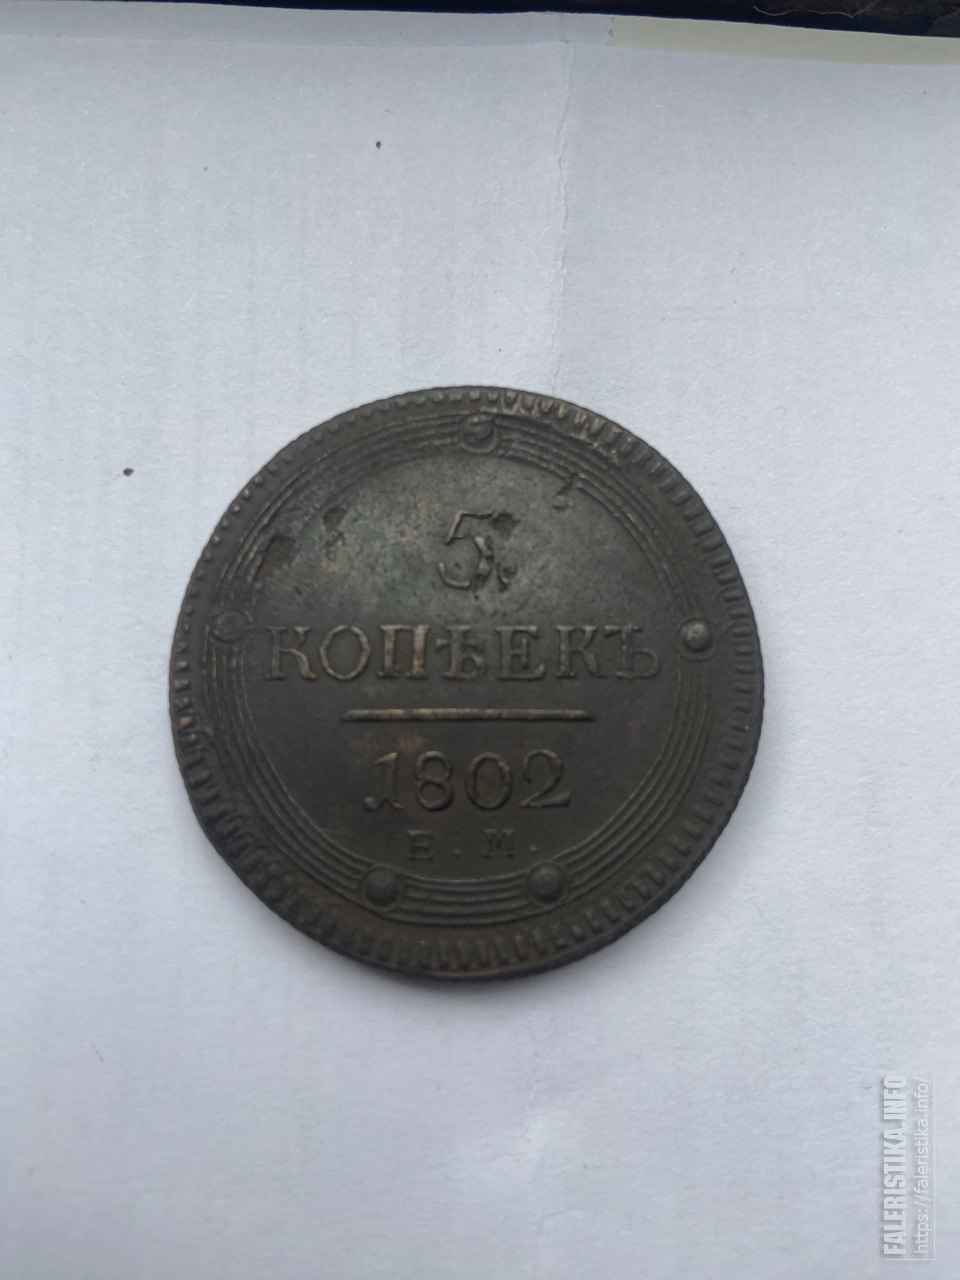 5
КОПѢЕКЪ
1802
Е. М.
FALERISTIKA.INFO
https://faleristika.info/